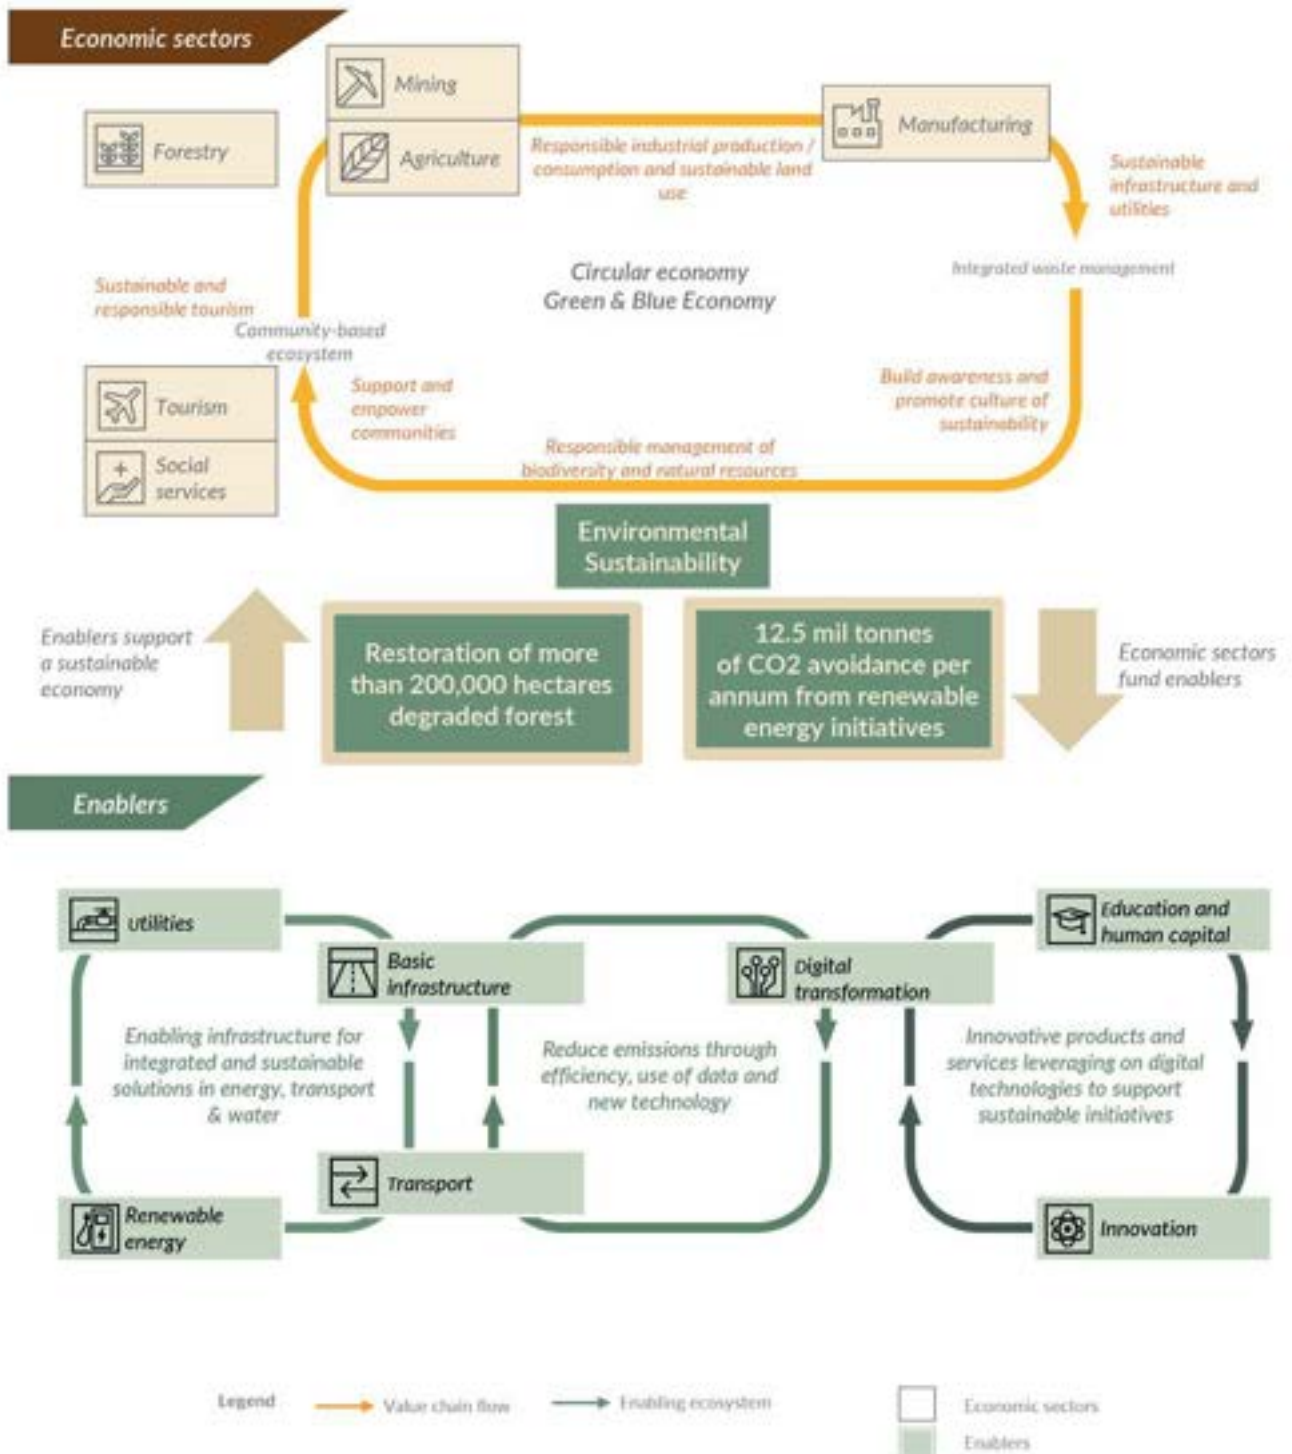 Economic sectors
Mining
Forestry
Agriculture
Manufacturing
Responsible industrial production /
consumption and sustainable land
use
Sustainable
infrastructure and
utilities
Circular economy
Green & Blue Economy
Integrated waste management
Sustainable and
responsible tourism
Community-based
ecosystem
Tourism
Social
services
Support and
empower
communities
Build awareness and
promote culture of
sustainability
Responsible management of
biodiversity and natural resources
Environmental
Sustainability
Enablers support
a sustainable
economy
Restoration of more
than 200,000 hectares
degraded forest
12.5 mil tonnes
of CO2 avoidance per
annum from renewable
energy initiatives
Economic sectors
fund enablers
Enablers
Utilities
Basic
infrastructure
Digital
transformation
Education and
human capital
Enabling infrastructure for
integrated and sustainable
solutions in energy, transport
& water
Reduce emissions through
efficiency, use of data and
new technology
Innovative products and
services leveraging on digital
technologies to support
sustainable initiatives
Transport
Renewable
energy
Innovation
Legend
Value chain flow
Enabling ecosystem
Economic sectors
Enablers